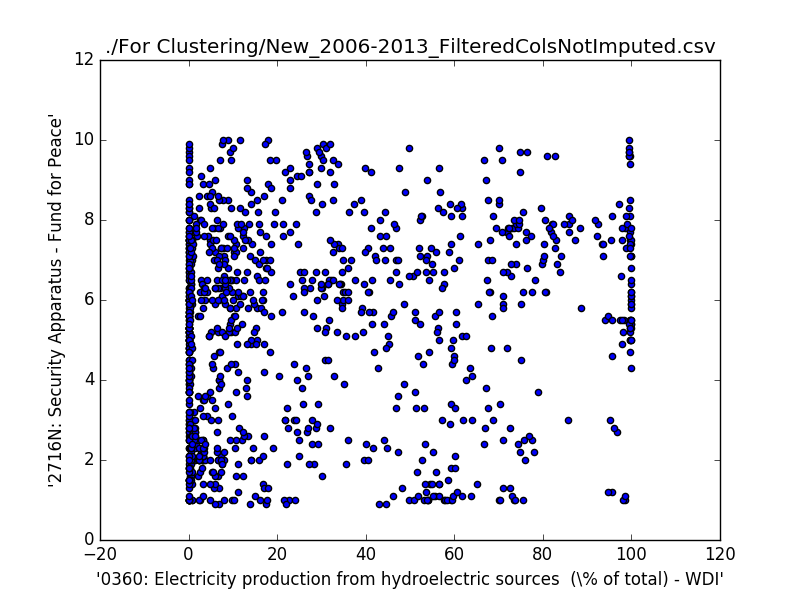 ./For Clustering/New_2006-2013_FilteredColsNotImputed.csv
12
10
8
6
4
2
0
'2716N: Security Apparatus - Fund for Peace'
−20 0 20 40 60 80 100 120
'0360: Electricity production from hydroelectric sources  (\% of total) - WDI'